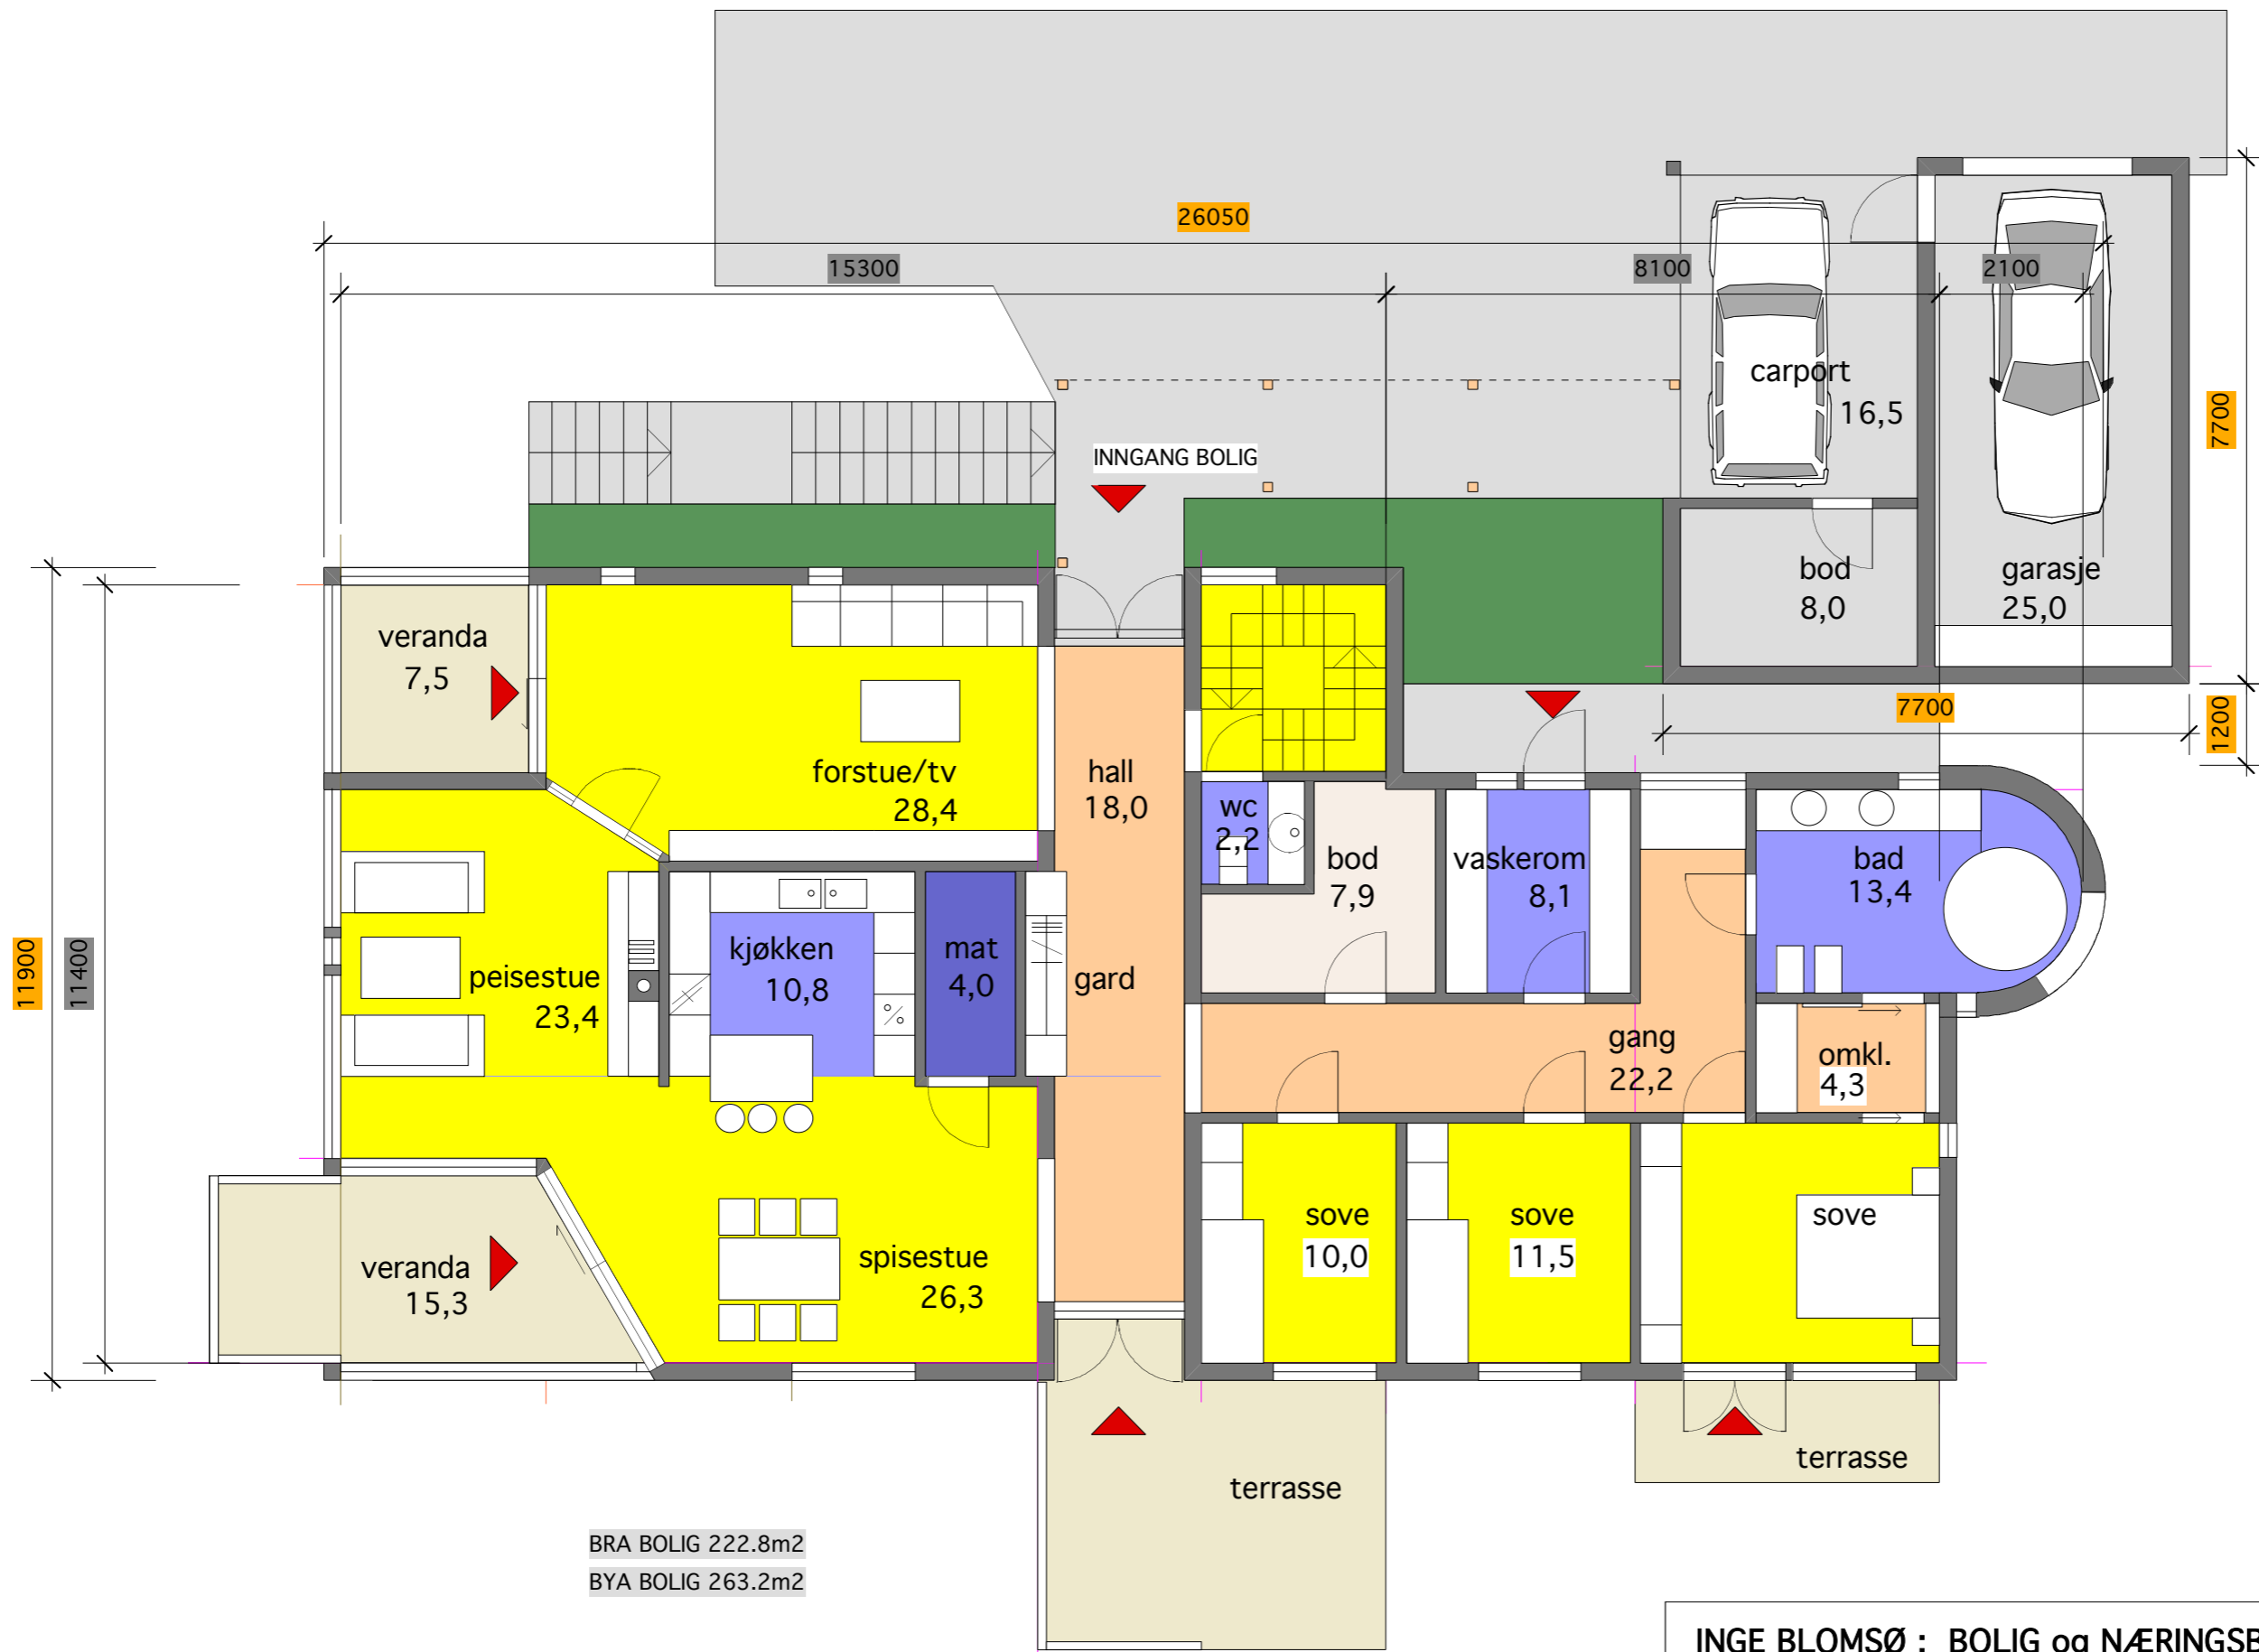 26050
15300
8100
2100
carport
16,5
7700
INNGANG BOLIG
bod
8,0
garasje
25,0
veranda
7,5
7700
1200
forstue/tv
28,4
hall
18,0
wc
2,2
bod
7,9
vaskerom
8,1
bad
13,4
11900
11400
peisestue
23,4
kjøkken
10,8
mat
4,0
gard
gang
22,2
omkl.
4,3
veranda
15,3
spisestue
26,3
sove
10,0
sove
11,5
sove
terrasse
terrasse
BRA BOLIG 222.8m2
BYA BOLIG 263.2m2
INGE BLOMSØ : BOLIG og